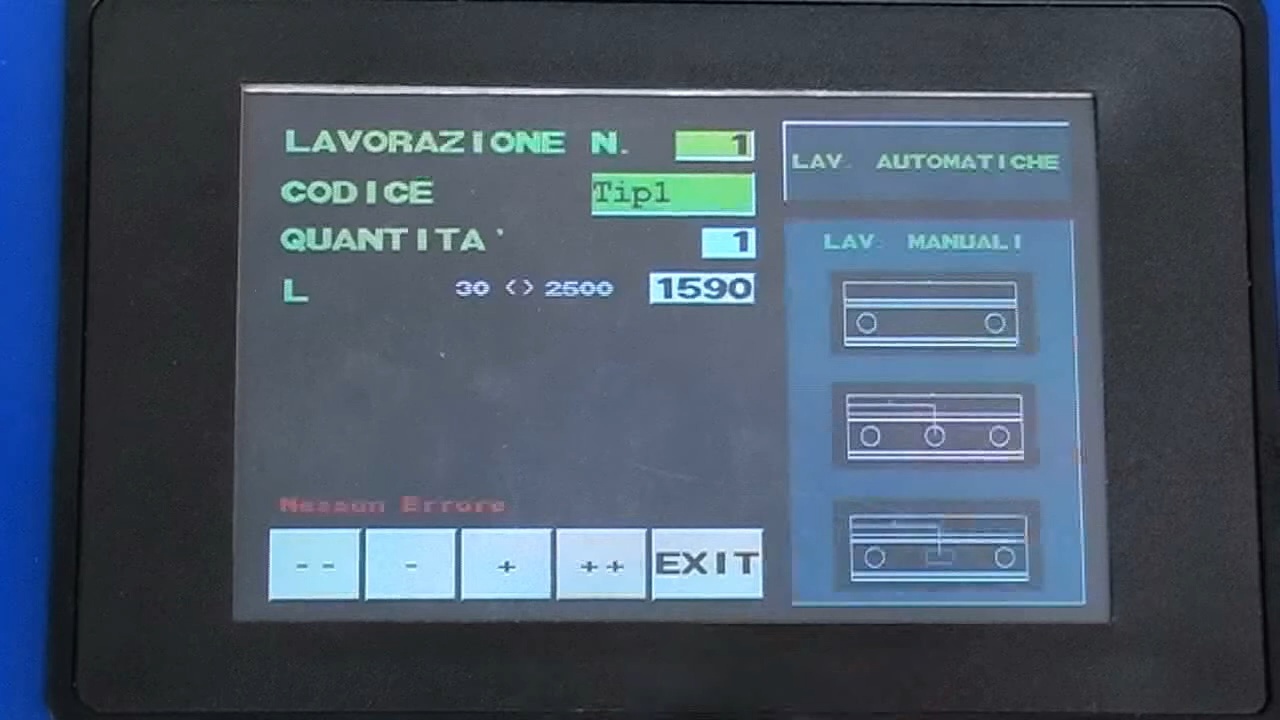 LAVORAZIONE N. 1
CODICE Tip1
QUANTITA' 1
L 30 <> 2500 1590
Nessun Errore
-- - + ++ EXIT
LAV. AUTOMATICHE
LAV. MANUALI